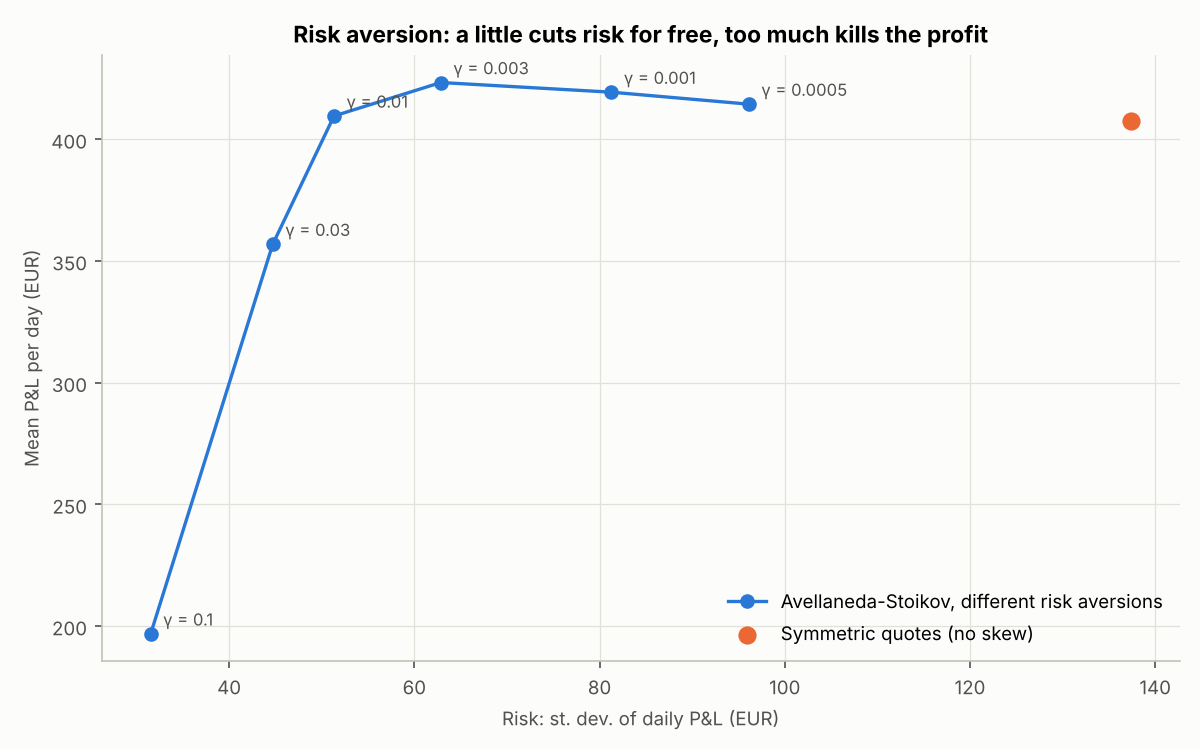 Risk aversion: a little cuts risk for free, too much kills the profit
γ = 0.003
γ = 0.001
γ = 0.0005
γ = 0.01
γ = 0.03
γ = 0.1
Mean P&L per day (EUR)
400
350
300
250
200
Avellaneda-Stoikov, different risk aversions
Symmetric quotes (no skew)
40
60
80
100
120
140
Risk: st. dev. of daily P&L (EUR)